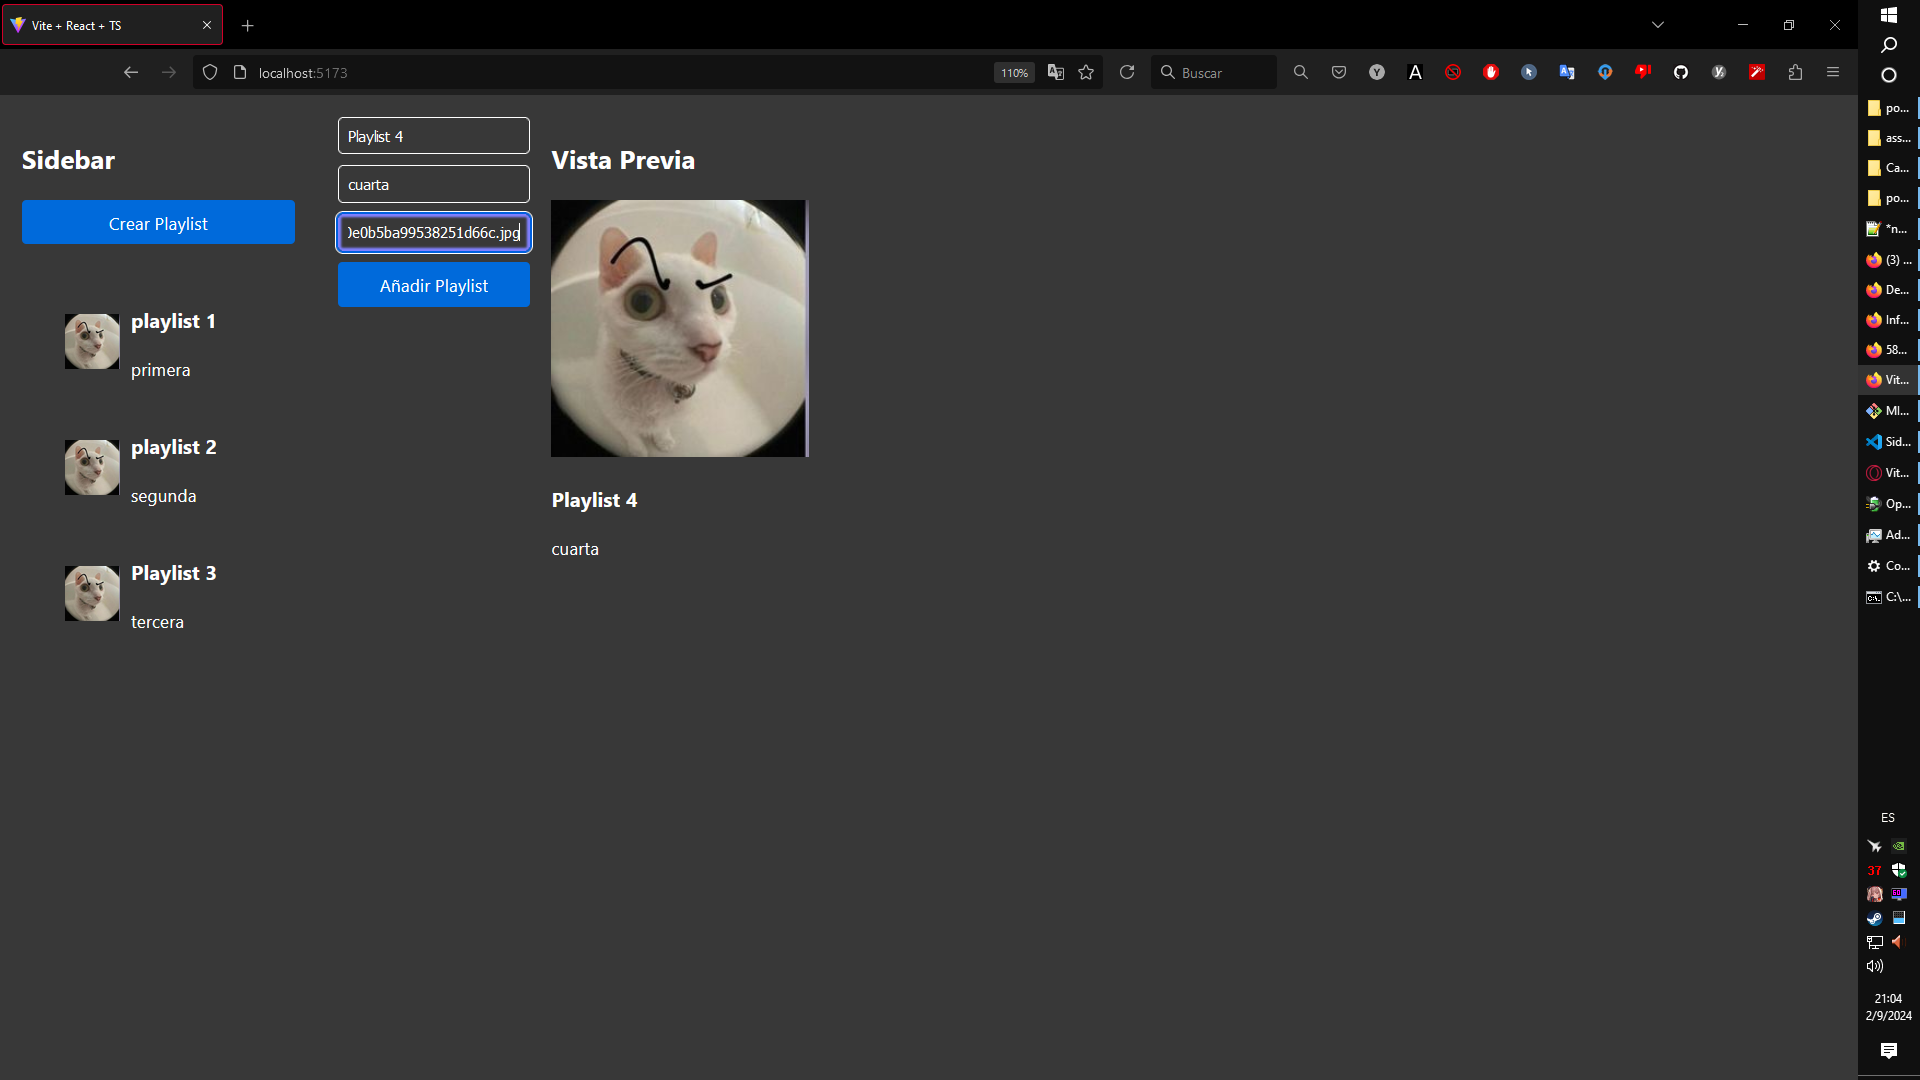 Vite + React + TS
localhost:5173
110%
Buscar
Sidebar
Crear Playlist
playlist 1
primera
playlist 2
segunda
Playlist 3
tercera
Playlist 4
cuarta
0e0b5ba99538251d66c.jpg
Añadir Playlist
Vista Previa
Playlist 4
cuarta
po...
ass...
Ca...
po...
*n...
(3) ...
De...
Inf...
58...
Vit...
MI...
Sid...
Vit...
Op...
Ad...
Co...
C:\...
ES
37
21:04
2/9/2024